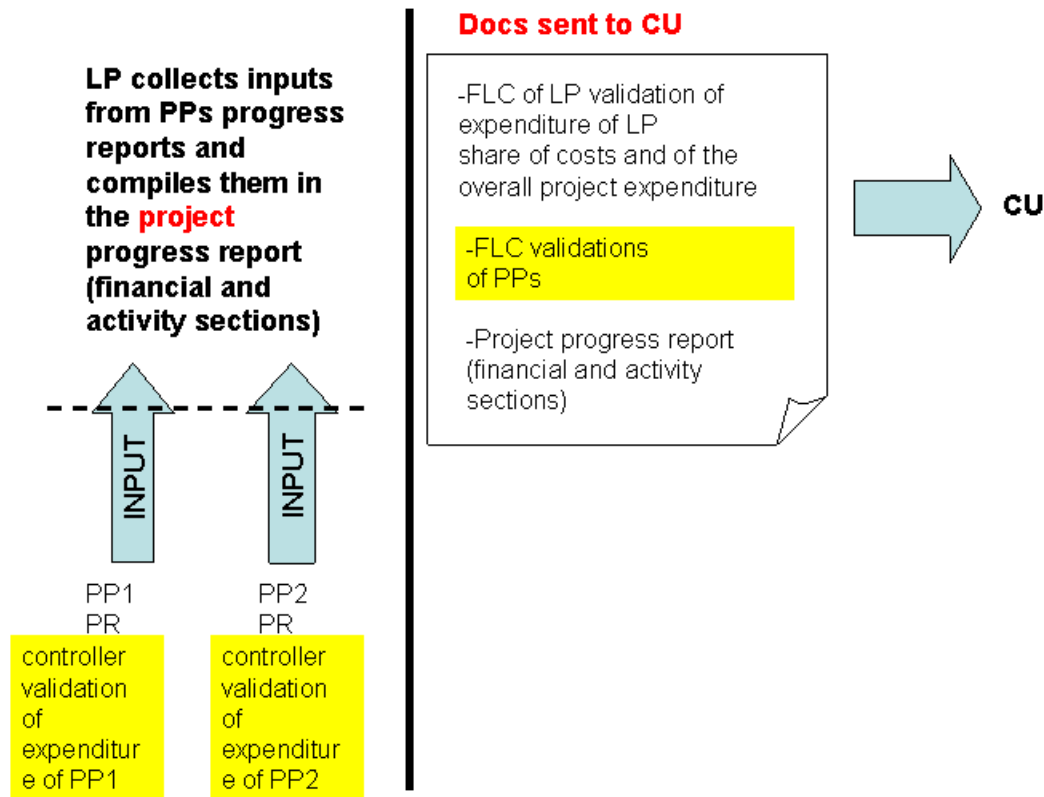 LP collects inputs
from PPs progress
reports and
compiles them in
the project
progress report
(financial and
activity sections)
INPUT
INPUT
PP1
PR
controller
validation
of
expenditur
e of PP1
PP2
PR
controller
validation
of
expenditur
e of PP2
Docs sent to CU
-FLC of LP validation of
expenditure of LP
share of costs and of the
overall project expenditure
-FLC validations
of PPs
-Project progress report
(financial and activity
sections)
CU